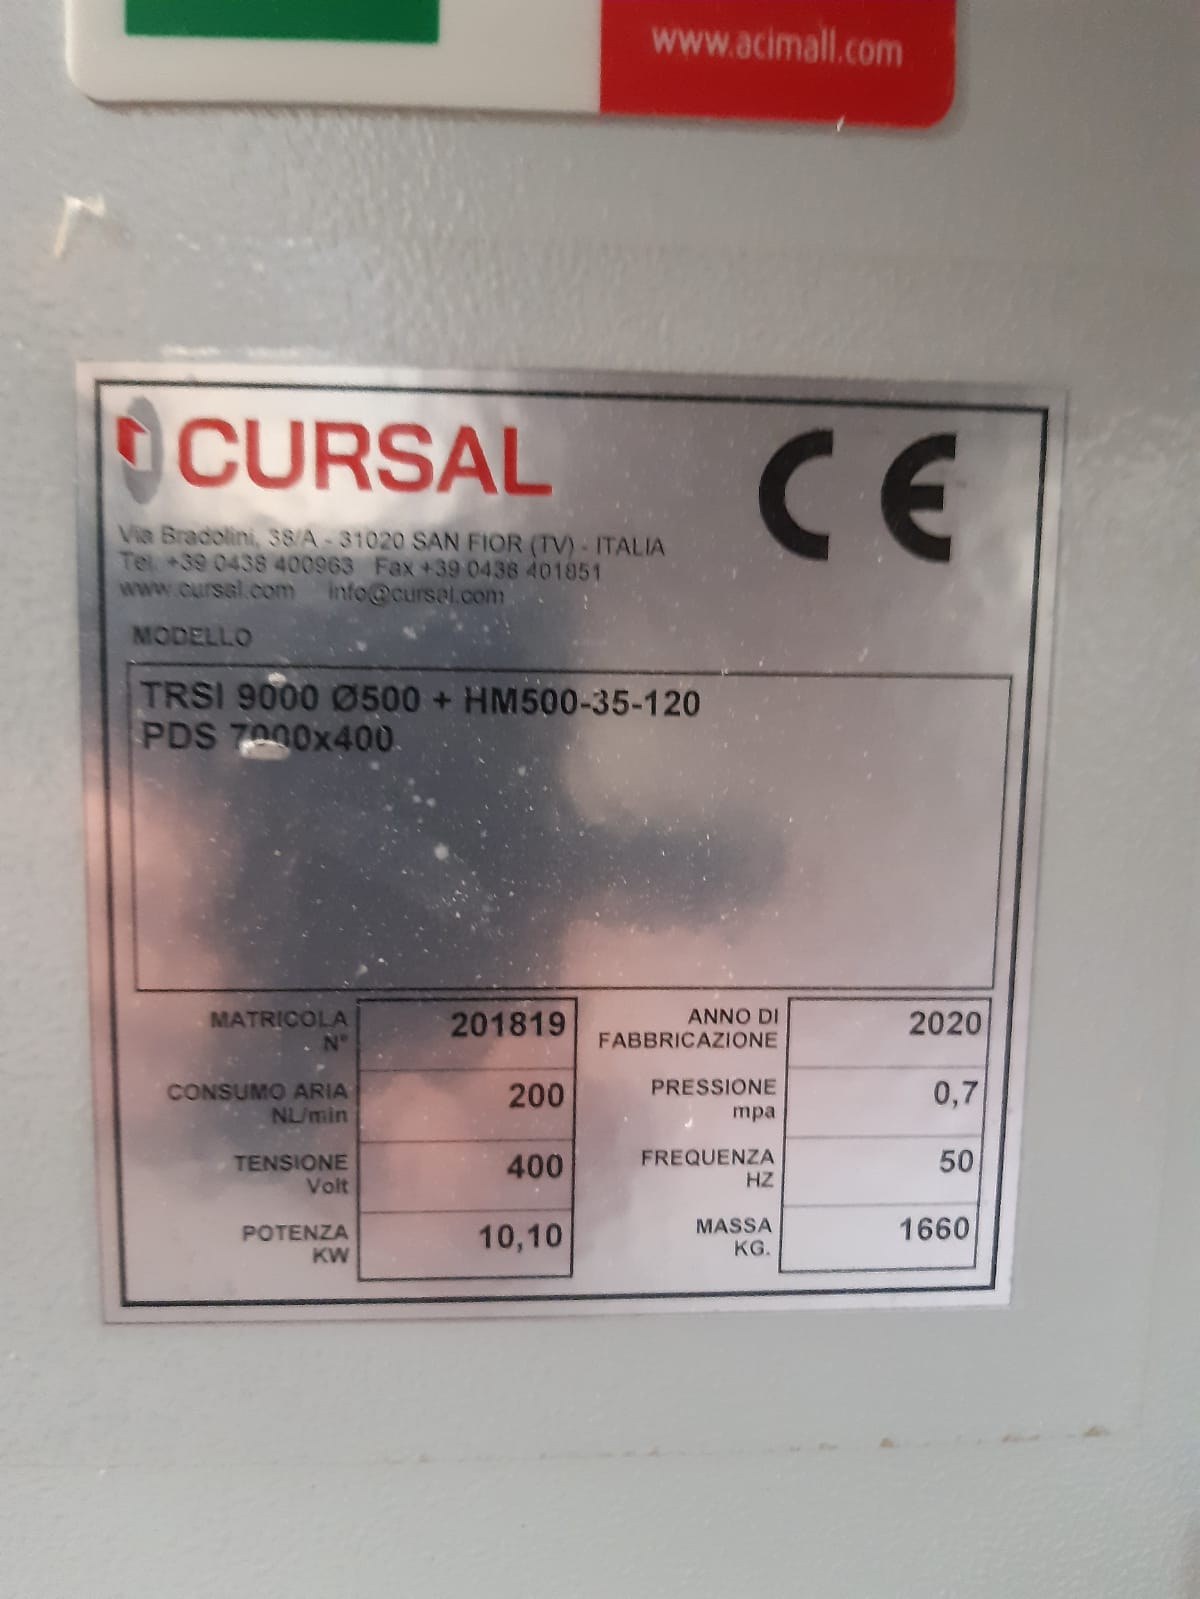 www.acimall.com
CURSAL CE
Via Bradolini, 38/A - 31020 SAN FIOR (TV) - ITALIA
Tel. +39 0438 400963 Fax +39 0438 401851
www.cursal.com info@cursal.com
MODELLO
TRSI 9000 Ø500 + HM500-35-120
PDS 7000x400
MATRICOLA N° 201819
ANNO DI FABBRICAZIONE 2020
CONSUMO ARIA NL/min 200
PRESSIONE mpa 0,7
TENSIONE Volt 400
FREQUENZA HZ 50
POTENZA KW 10,10
MASSA KG. 1660